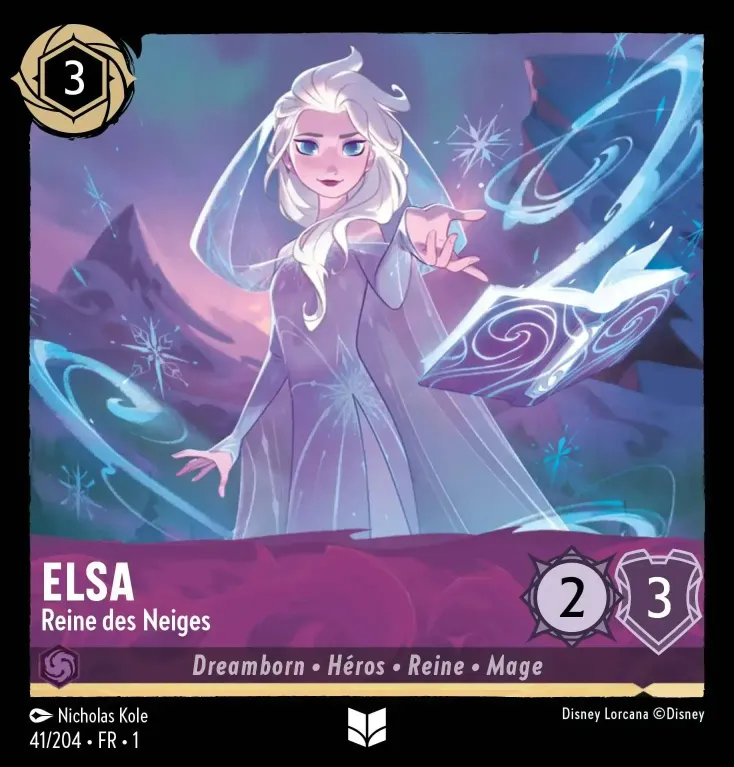 3
ELSA
Reine des Neiges
2
3
Dreamborn • Héros • Reine • Mage
Nicholas Kole
Disney Lorcana ©Disney
41/204 • FR • 1